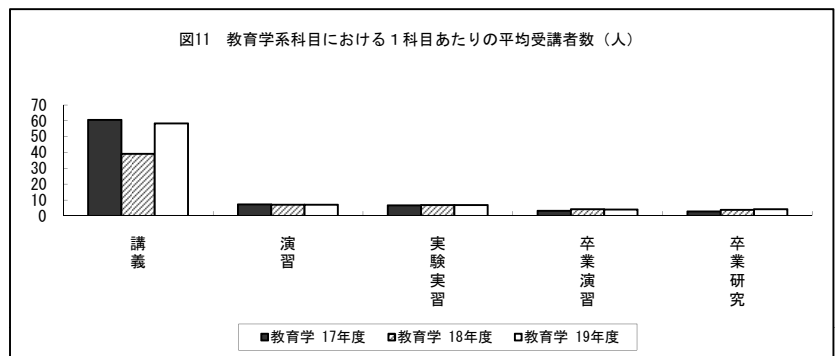 図11　教育学系科目における１科目あたりの平均受講者数（人）
70
60
50
40
30
20
10
0
講義
演習
実験実習
卒業演習
卒業研究
教育学 17年度 教育学 18年度 教育学 19年度